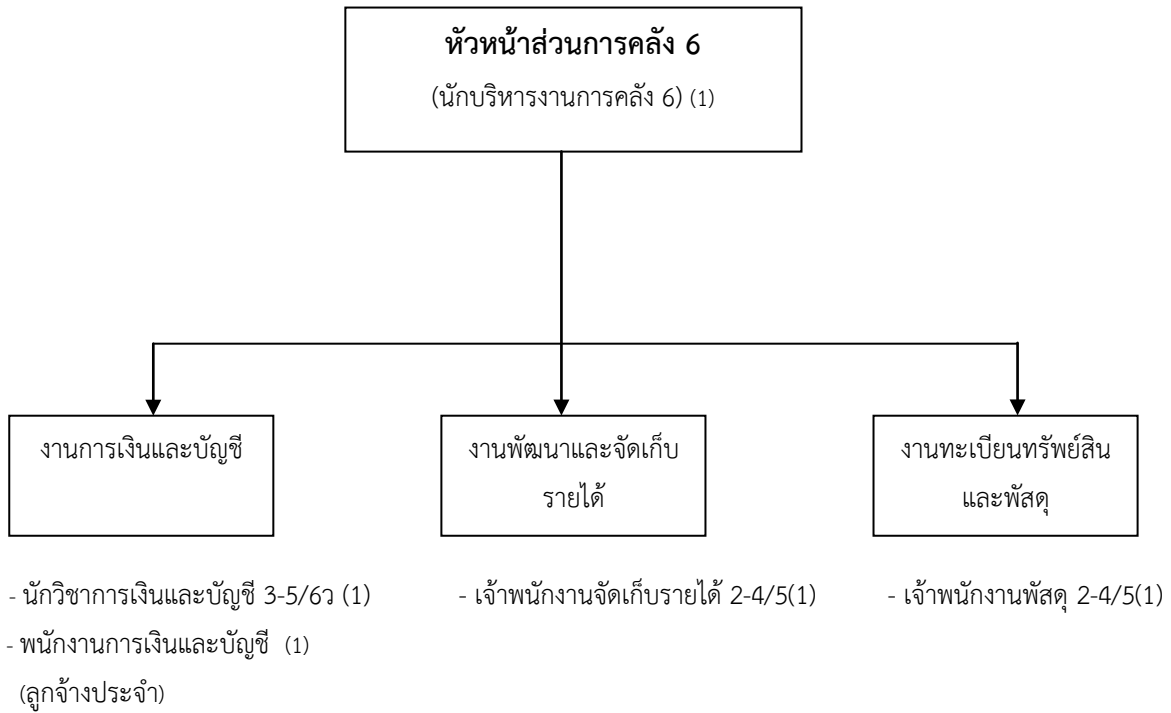 หัวหน้าส่วนการคลัง 6
(นักบริหารงานการคลัง 6) (1)
งานการเงินและบัญชี
งานพัฒนาและจัดเก็บ
รายได้
งานทะเบียนทรัพย์สิน
และพัสดุ
- นักวิชาการเงินและบัญชี 3-5/6ว (1)
- พนักงานการเงินและบัญชี (1)
(ลูกจ้างประจำ)
- เจ้าพนักงานจัดเก็บรายได้ 2-4/5(1)
- เจ้าพนักงานพัสดุ 2-4/5(1)